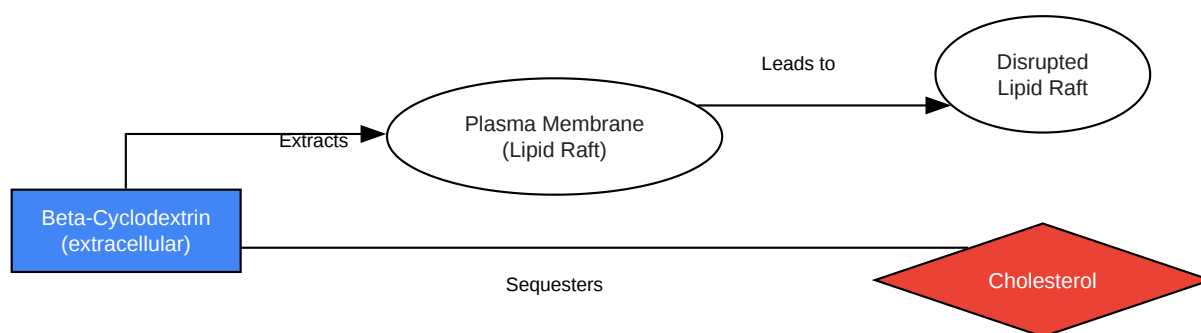 Leads to
Disrupted
Lipid Raft
Extracts
Plasma Membrane
(Lipid Raft)
Beta-Cyclodextrin
(extracellular)
Sequesters
Cholesterol